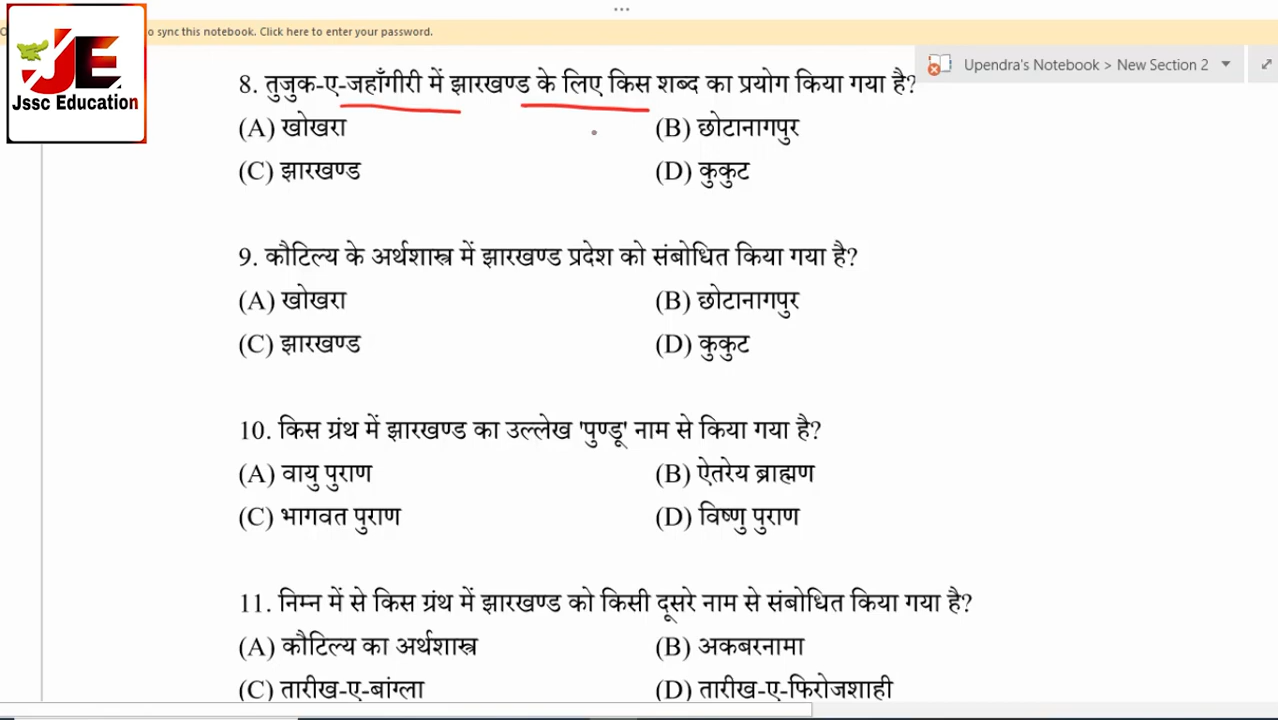 to sync this notebook. Click here to enter your password.
JE
Jssc Education
Upendra's Notebook > New Section 2
8. तुजुक-ए-जहाँगीरी में झारखण्ड के लिए किस शब्द का प्रयोग किया गया है?
(A) खोखरा (B) छोटानागपुर
(C) झारखण्ड (D) कुकुट
9. कौटिल्य के अर्थशास्त्र में झारखण्ड प्रदेश को संबोधित किया गया है?
(A) खोखरा (B) छोटानागपुर
(C) झारखण्ड (D) कुकुट
10. किस ग्रंथ में झारखण्ड का उल्लेख 'पुण्डू' नाम से किया गया है?
(A) वायु पुराण (B) ऐतरेय ब्राह्मण
(C) भागवत पुराण (D) विष्णु पुराण
11. निम्न में से किस ग्रंथ में झारखण्ड को किसी दूसरे नाम से संबोधित किया गया है?
(A) कौटिल्य का अर्थशास्त्र (B) अकबरनामा
(C) तारीख-ए-बांग्ला (D) तारीख-ए-फिरोजशाही